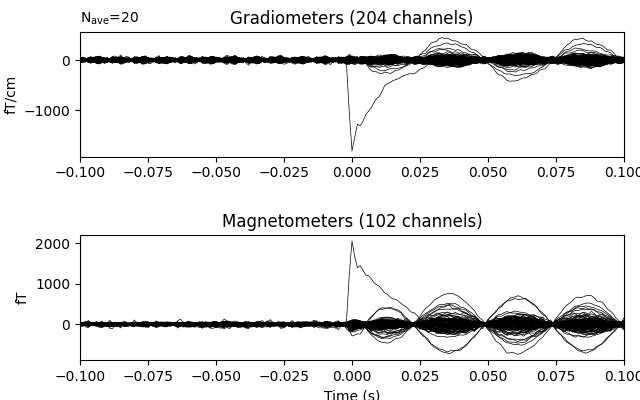 N_ave=20
Gradiometers (204 channels)
fT/cm
0
−1000
−0.100 −0.075 −0.050 −0.025 0.000 0.025 0.050 0.075 0.100
Magnetometers (102 channels)
fT
2000
1000
0
−0.100 −0.075 −0.050 −0.025 0.000 0.025 0.050 0.075 0.100
Time (s)